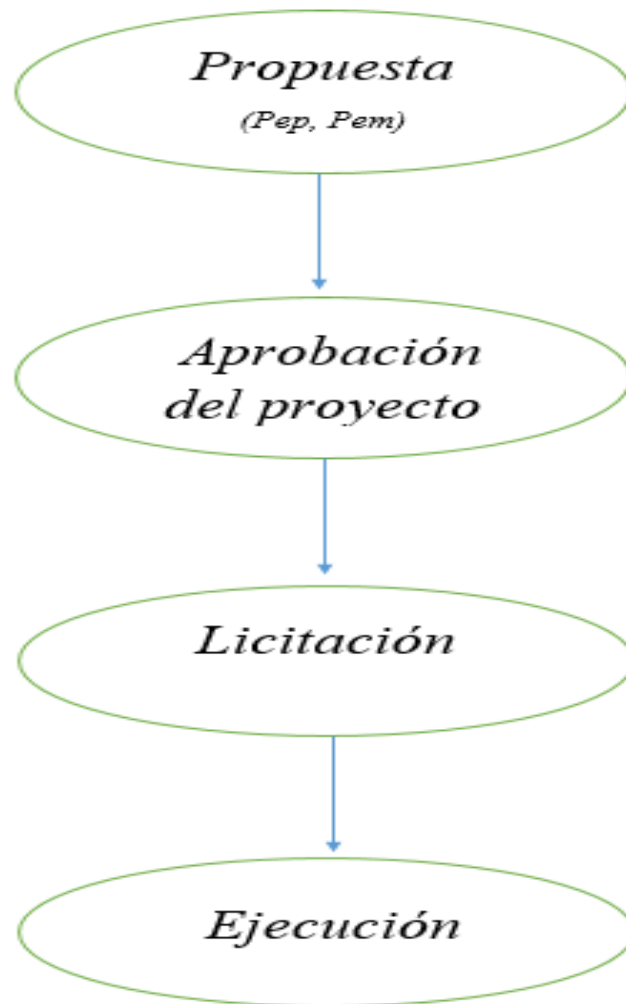 Propuesta
(Pep, Pem)
Aprobación
del proyecto
Licitación
Ejecución